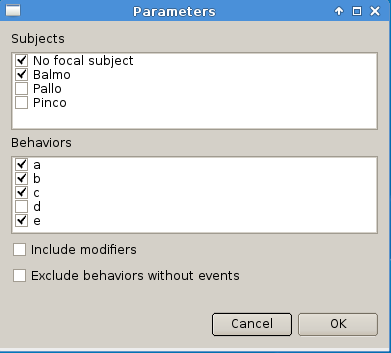 Parameters
Subjects
No focal subject
Balmo
Pallo
Pinco
Behaviors
a
b
c
d
e
Include modifiers
Exclude behaviors without events
Cancel OK